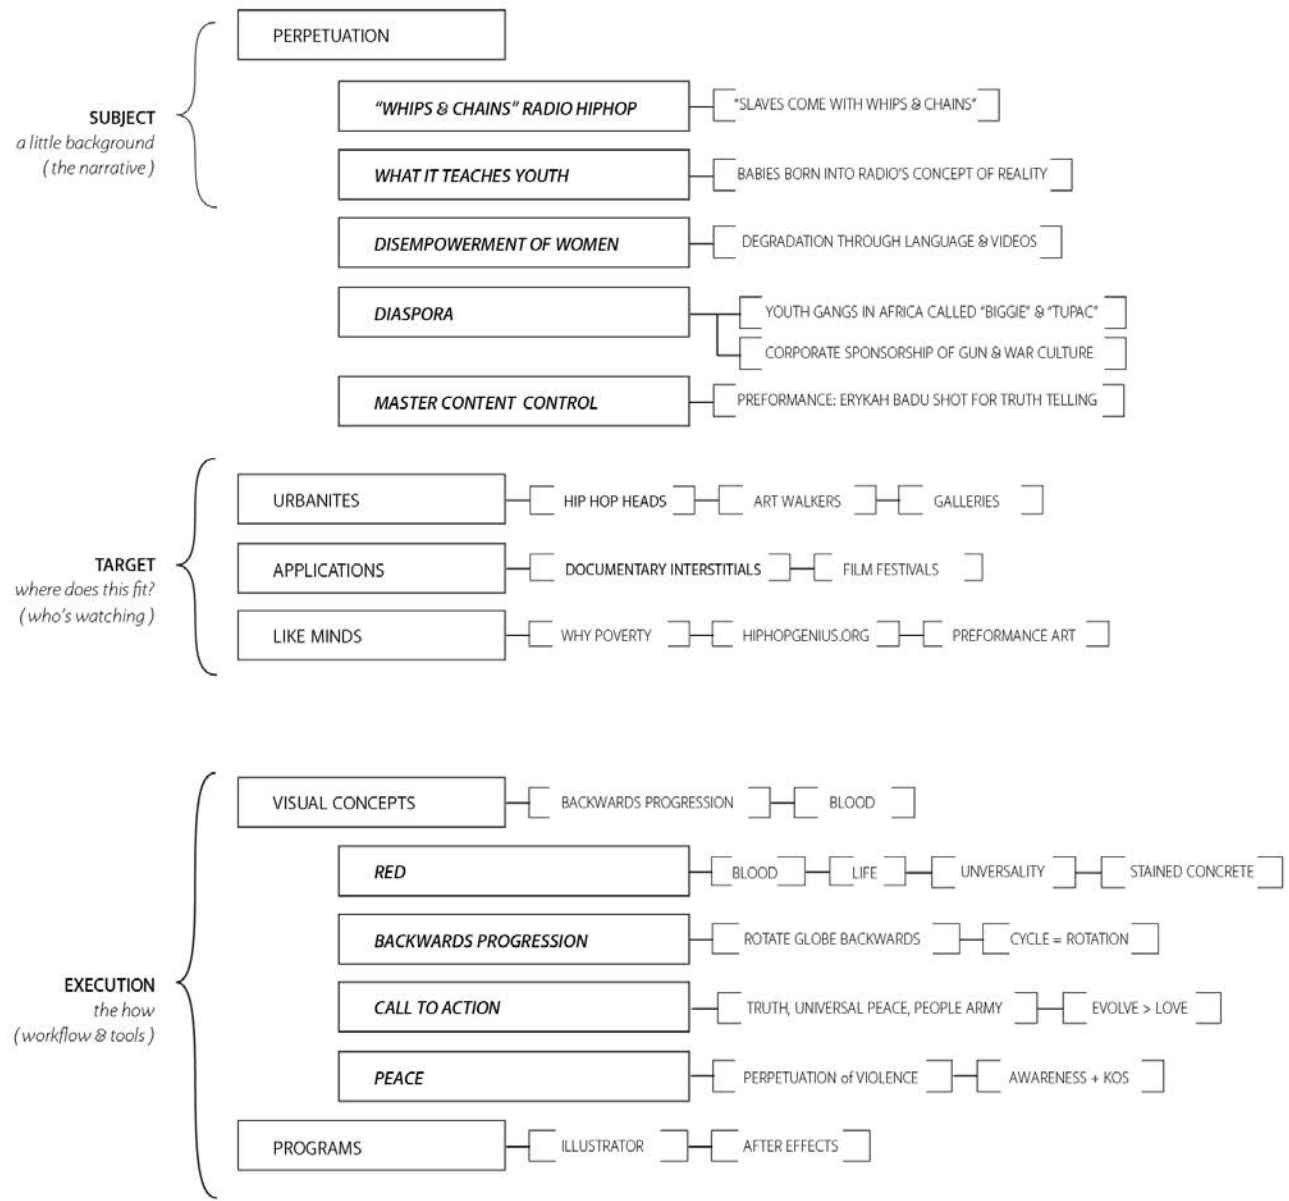 PERPETUATION
SUBJECT
a little background
( the narrative )
"WHIPS & CHAINS" RADIO HIPHOP
"SLAVES COME WITH WHIPS & CHAINS"
WHAT IT TEACHES YOUTH
BABIES BORN INTO RADIO'S CONCEPT OF REALITY
DISEMPOWERMENT OF WOMEN
DEGRADATION THROUGH LANGUAGE & VIDEOS
DIASPORA
YOUTH GANGS IN AFRICA CALLED "BIGGIE" & "TUPAC"
CORPORATE SPONSORSHIP OF GUN & WAR CULTURE
MASTER CONTENT CONTROL
PREFORMANCE: ERYKAH BADU SHOT FOR TRUTH TELLING
TARGET
where does this fit?
( who's watching )
URBANITES
HIP HOP HEADS
ART WALKERS
GALLERIES
APPLICATIONS
DOCUMENTARY INTERSTITIALS
FILM FESTIVALS
LIKE MINDS
WHY POVERTY
HIPHOPGENIUS.ORG
PREFORMANCE ART
EXECUTION
the how
( workflow & tools )
VISUAL CONCEPTS
BACKWARDS PROGRESSION
BLOOD
RED
BLOOD
LIFE
UNVERSALITY
STAINED CONCRETE
BACKWARDS PROGRESSION
ROTATE GLOBE BACKWARDS
CYCLE = ROTATION
CALL TO ACTION
TRUTH, UNIVERSAL PEACE, PEOPLE ARMY
EVOLVE > LOVE
PEACE
PERPETUATION of VIOLENCE
AWARENESS + KOS
PROGRAMS
ILLUSTRATOR
AFTER EFFECTS